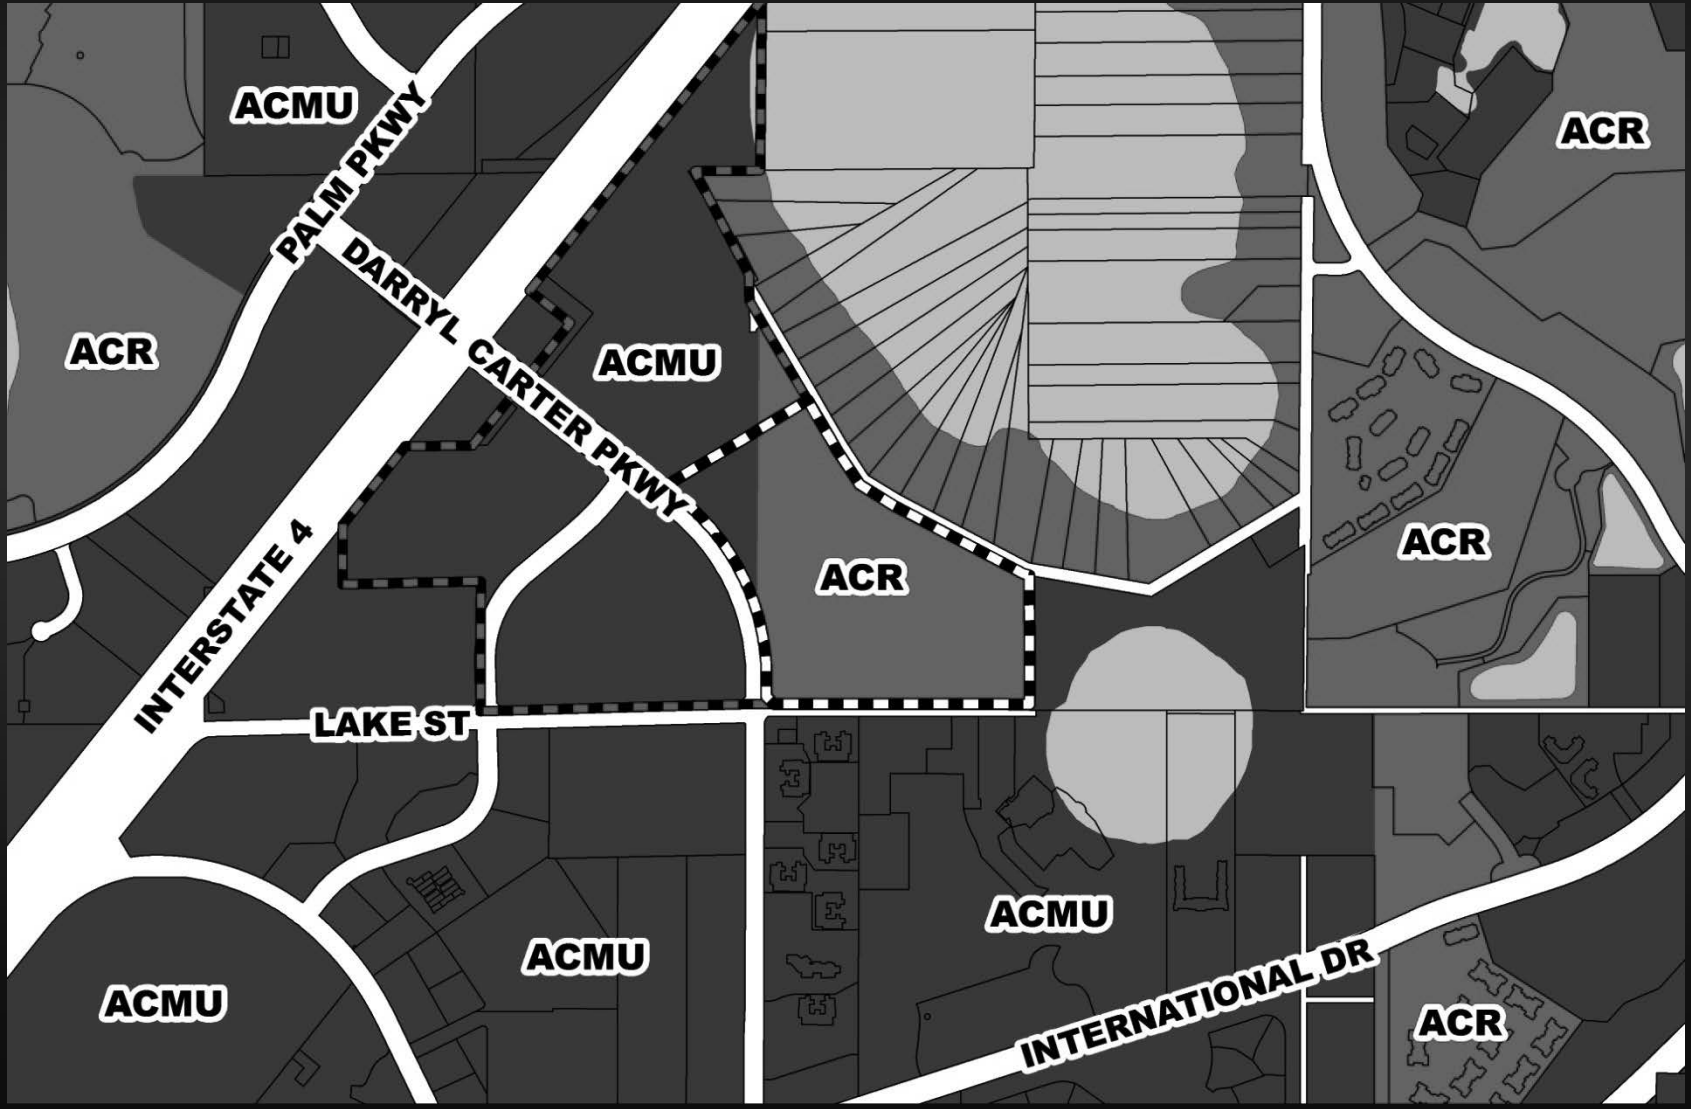 ACMU
ACR
PALM PKWY
DARRYL CARTER PKWY
ACR
ACMU
ACR
ACR
INTERSTATE 4
LAKE ST
ACMU
ACMU
ACMU
INTERNATIONAL DR
ACR